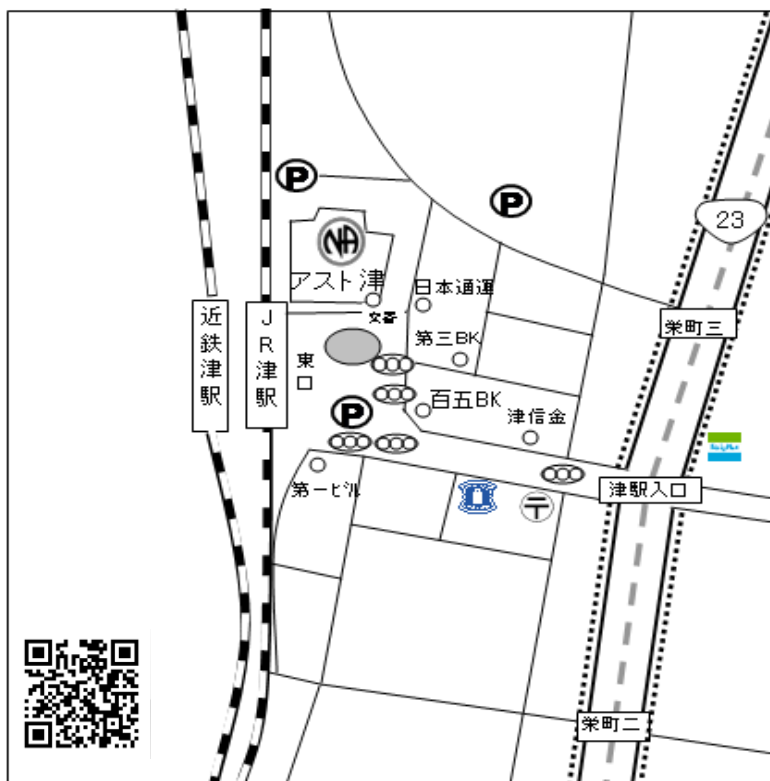 P
P
23
アスト津
日本通運
交番
近鉄津駅
JR津駅
第三BK
栄町三
東口
P
百五BK
津信金
第一ビル
〒
津駅入口
栄町二